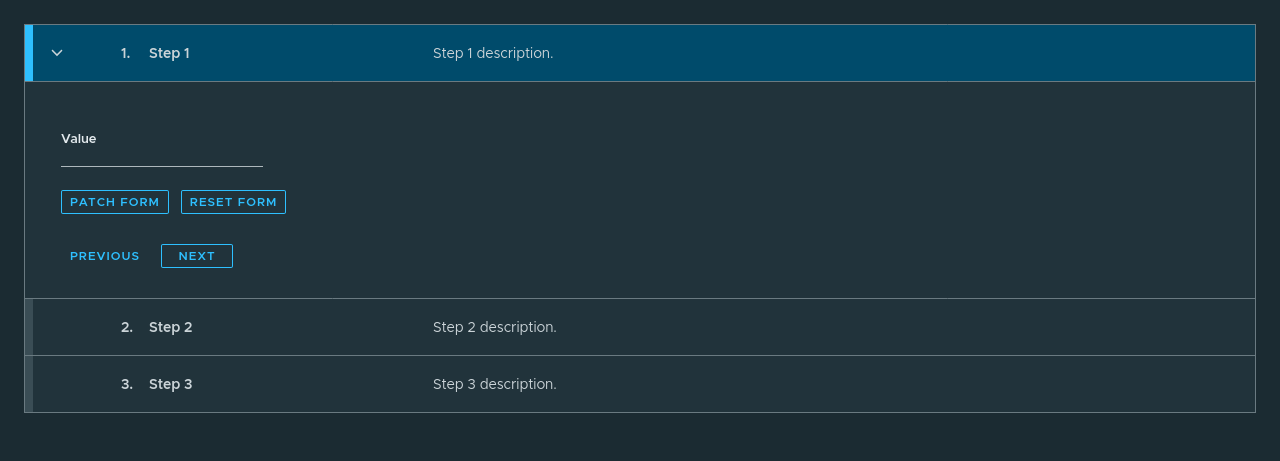 1. Step 1 Step 1 description.
Value
PATCH FORM RESET FORM
PREVIOUS NEXT
2. Step 2 Step 2 description.
3. Step 3 Step 3 description.